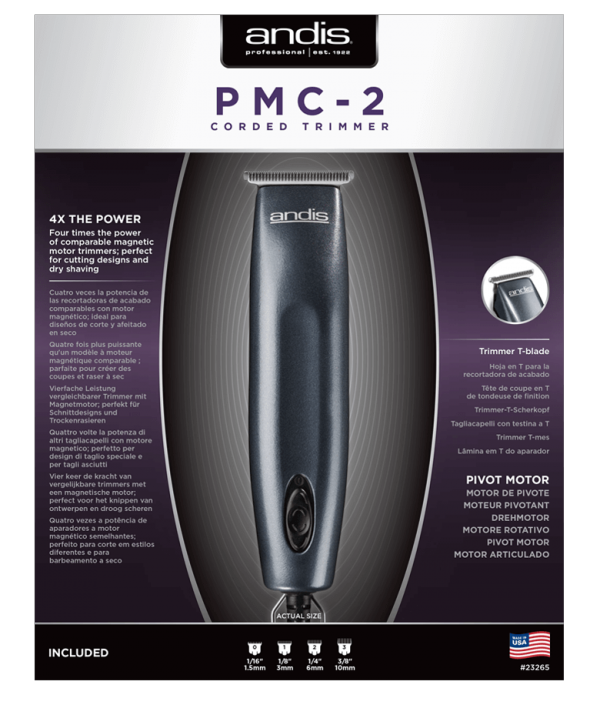 andis
professional | est. 1922
PMC-2
CORDED TRIMMER
andis
4X THE POWER
Four times the power
of comparable magnetic
motor trimmers; perfect
for cutting designs and
dry shaving
Cuatro veces la potencia de
las recortadoras de acabado
comparables con motor
magnético; ideal para
diseños de corte y afeitado
en seco
Quatre fois plus puissante
qu'un modèle à moteur
magnétique comparable ;
parfaite pour créer des
coupes et raser à sec
Vierfache Leistung
vergleichbarer Trimmer mit
Magnetmotor; perfekt für
Schnittdesigns und
Trockenrasieren
Quattro volte la potenza di
altri tagliacapelli con motore
magnetico; perfetto per
design di taglio speciale e
per tagli asciutti
Vier keer de kracht van
vergelijkbare trimmers met
een magnetische motor;
perfect voor het knippen van
ontwerpen en droog scheren
Quatro vezes a potência de
aparadores a motor
magnético semelhantes;
perfeito para corte em estilos
diferentes e para
barbeamento a seco
andis
Trimmer T-blade
Hoja en T para la
recortadora de acabado
Tête de coupe en T
de tondeuse de finition
Trimmer-T-Scherkopf
Tagliacapelli con testina a T
Trimmer T-mes
Lâmina em T do aparador
PIVOT MOTOR
MOTOR DE PIVOTE
MOTEUR PIVOTANT
DREHMOTOR
MOTORE ROTATIVO
PIVOT MOTOR
MOTOR ARTICULADO
ACTUAL SIZE
INCLUDED
0 1 2 3
1/16" 1/8" 1/4" 3/8"
1.5mm 3mm 6mm 10mm
MADE IN
USA
#23265